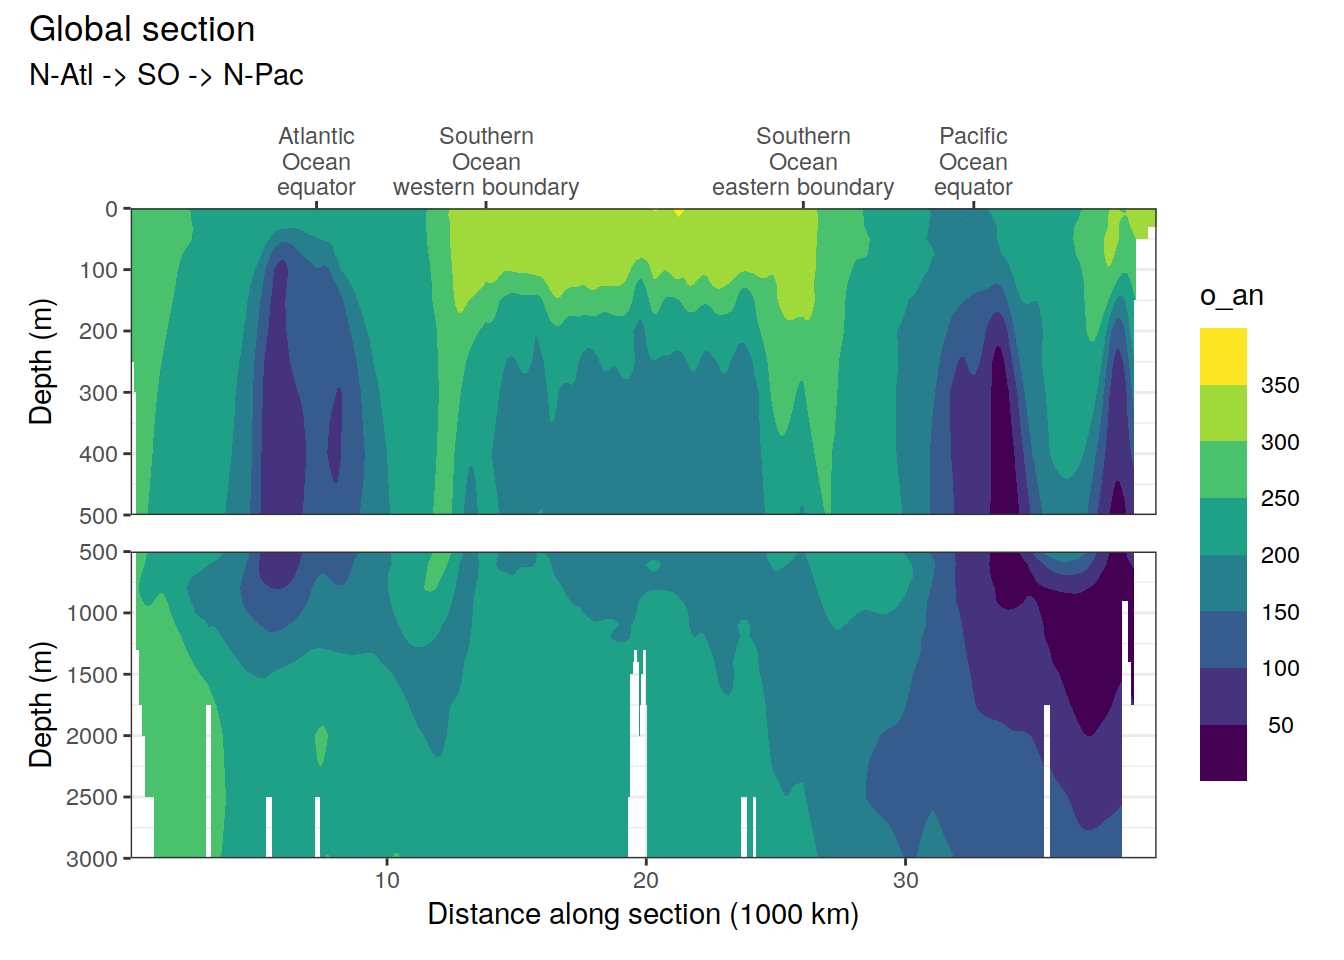 Global section
N-Atl -> SO -> N-Pac
Atlantic
Ocean
equator
Southern
Ocean
western boundary
Southern
Ocean
eastern boundary
Pacific
Ocean
equator
Depth (m)
0
100
200
300
400
500
Depth (m)
500
1000
1500
2000
2500
3000
10
20
30
Distance along section (1000 km)
o_an
350
300
250
200
150
100
50